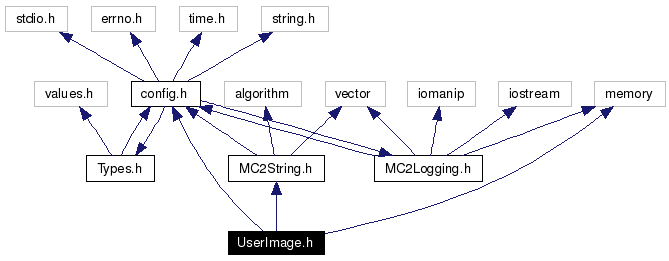 stdio.h
errno.h
time.h
string.h
values.h
config.h
algorithm
vector
iomanip
iostream
memory
Types.h
MC2String.h
MC2Logging.h
UserImage.h